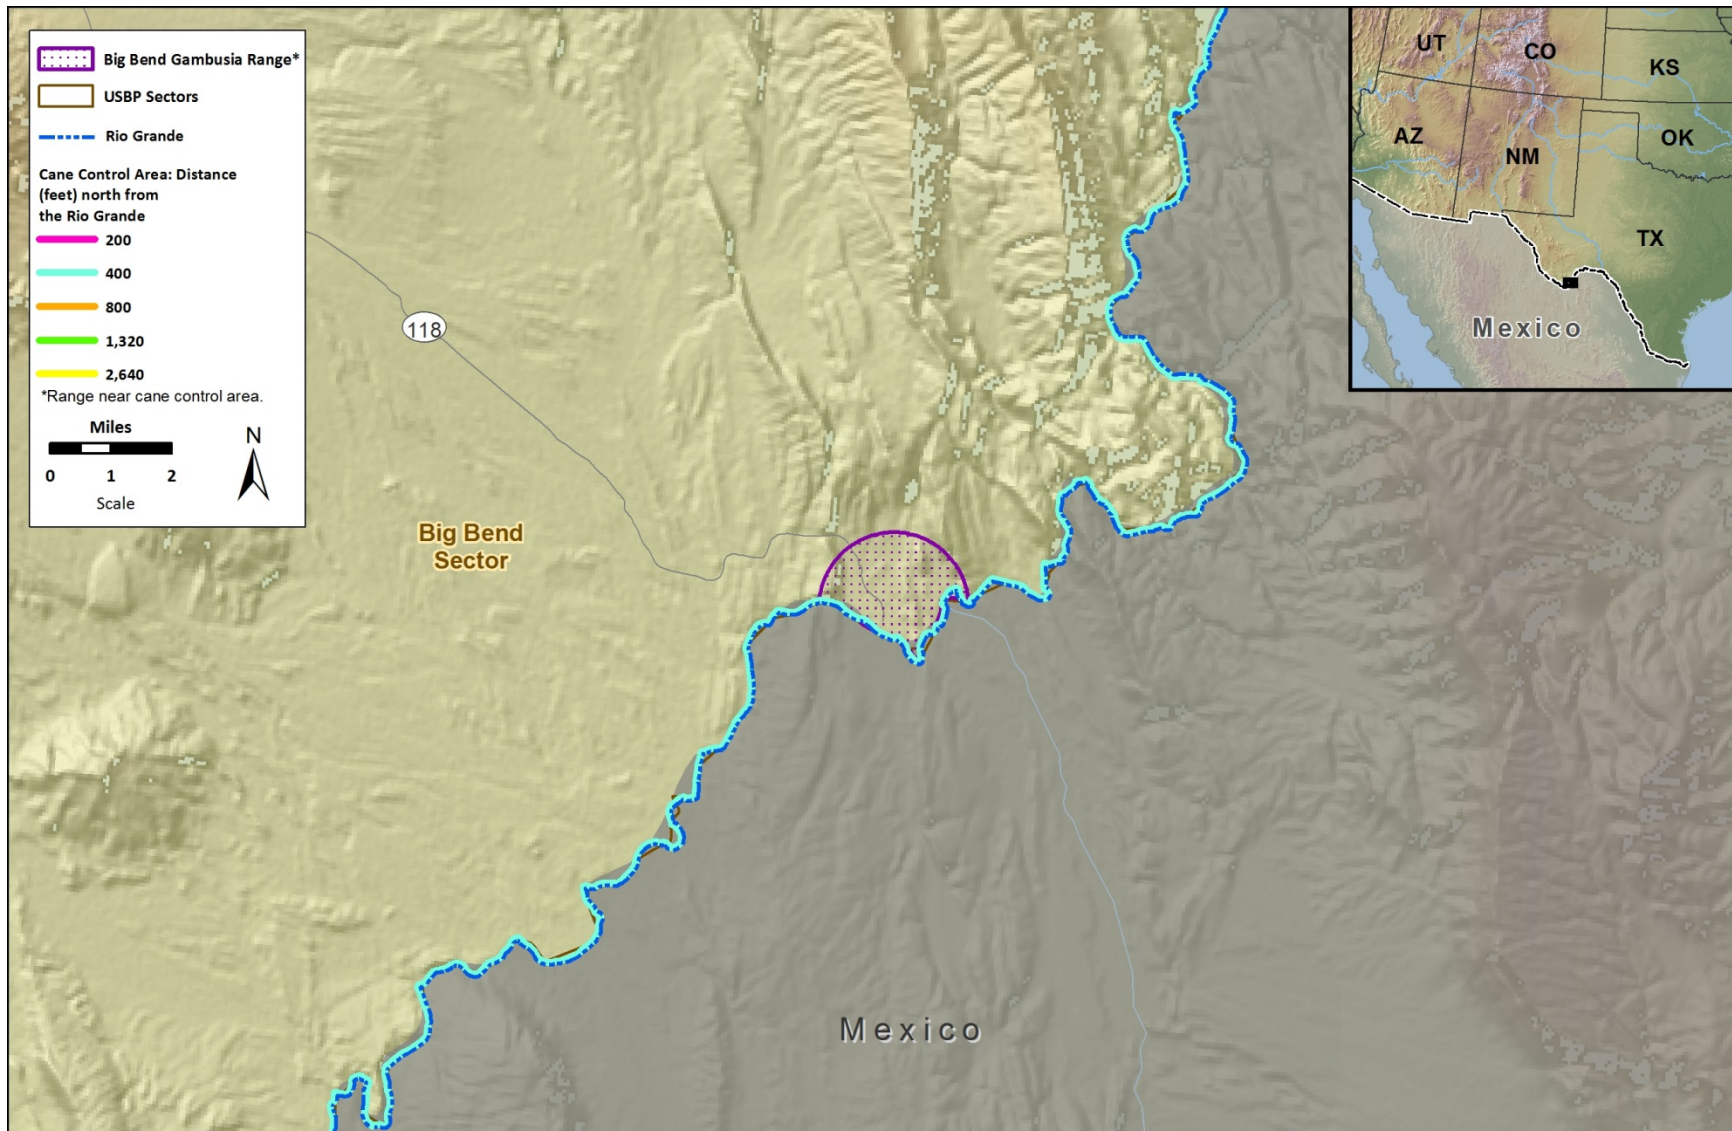 Big Bend Gambusia Range*
USBP Sectors
Rio Grande
Cane Control Area: Distance
(feet) north from
the Rio Grande
200
400
800
1,320
2,640
*Range near cane control area.
Miles
N
0 1 2
Scale
118
Big Bend
Sector
Mexico
UT
CO
KS
AZ
NM
OK
TX
Mexico